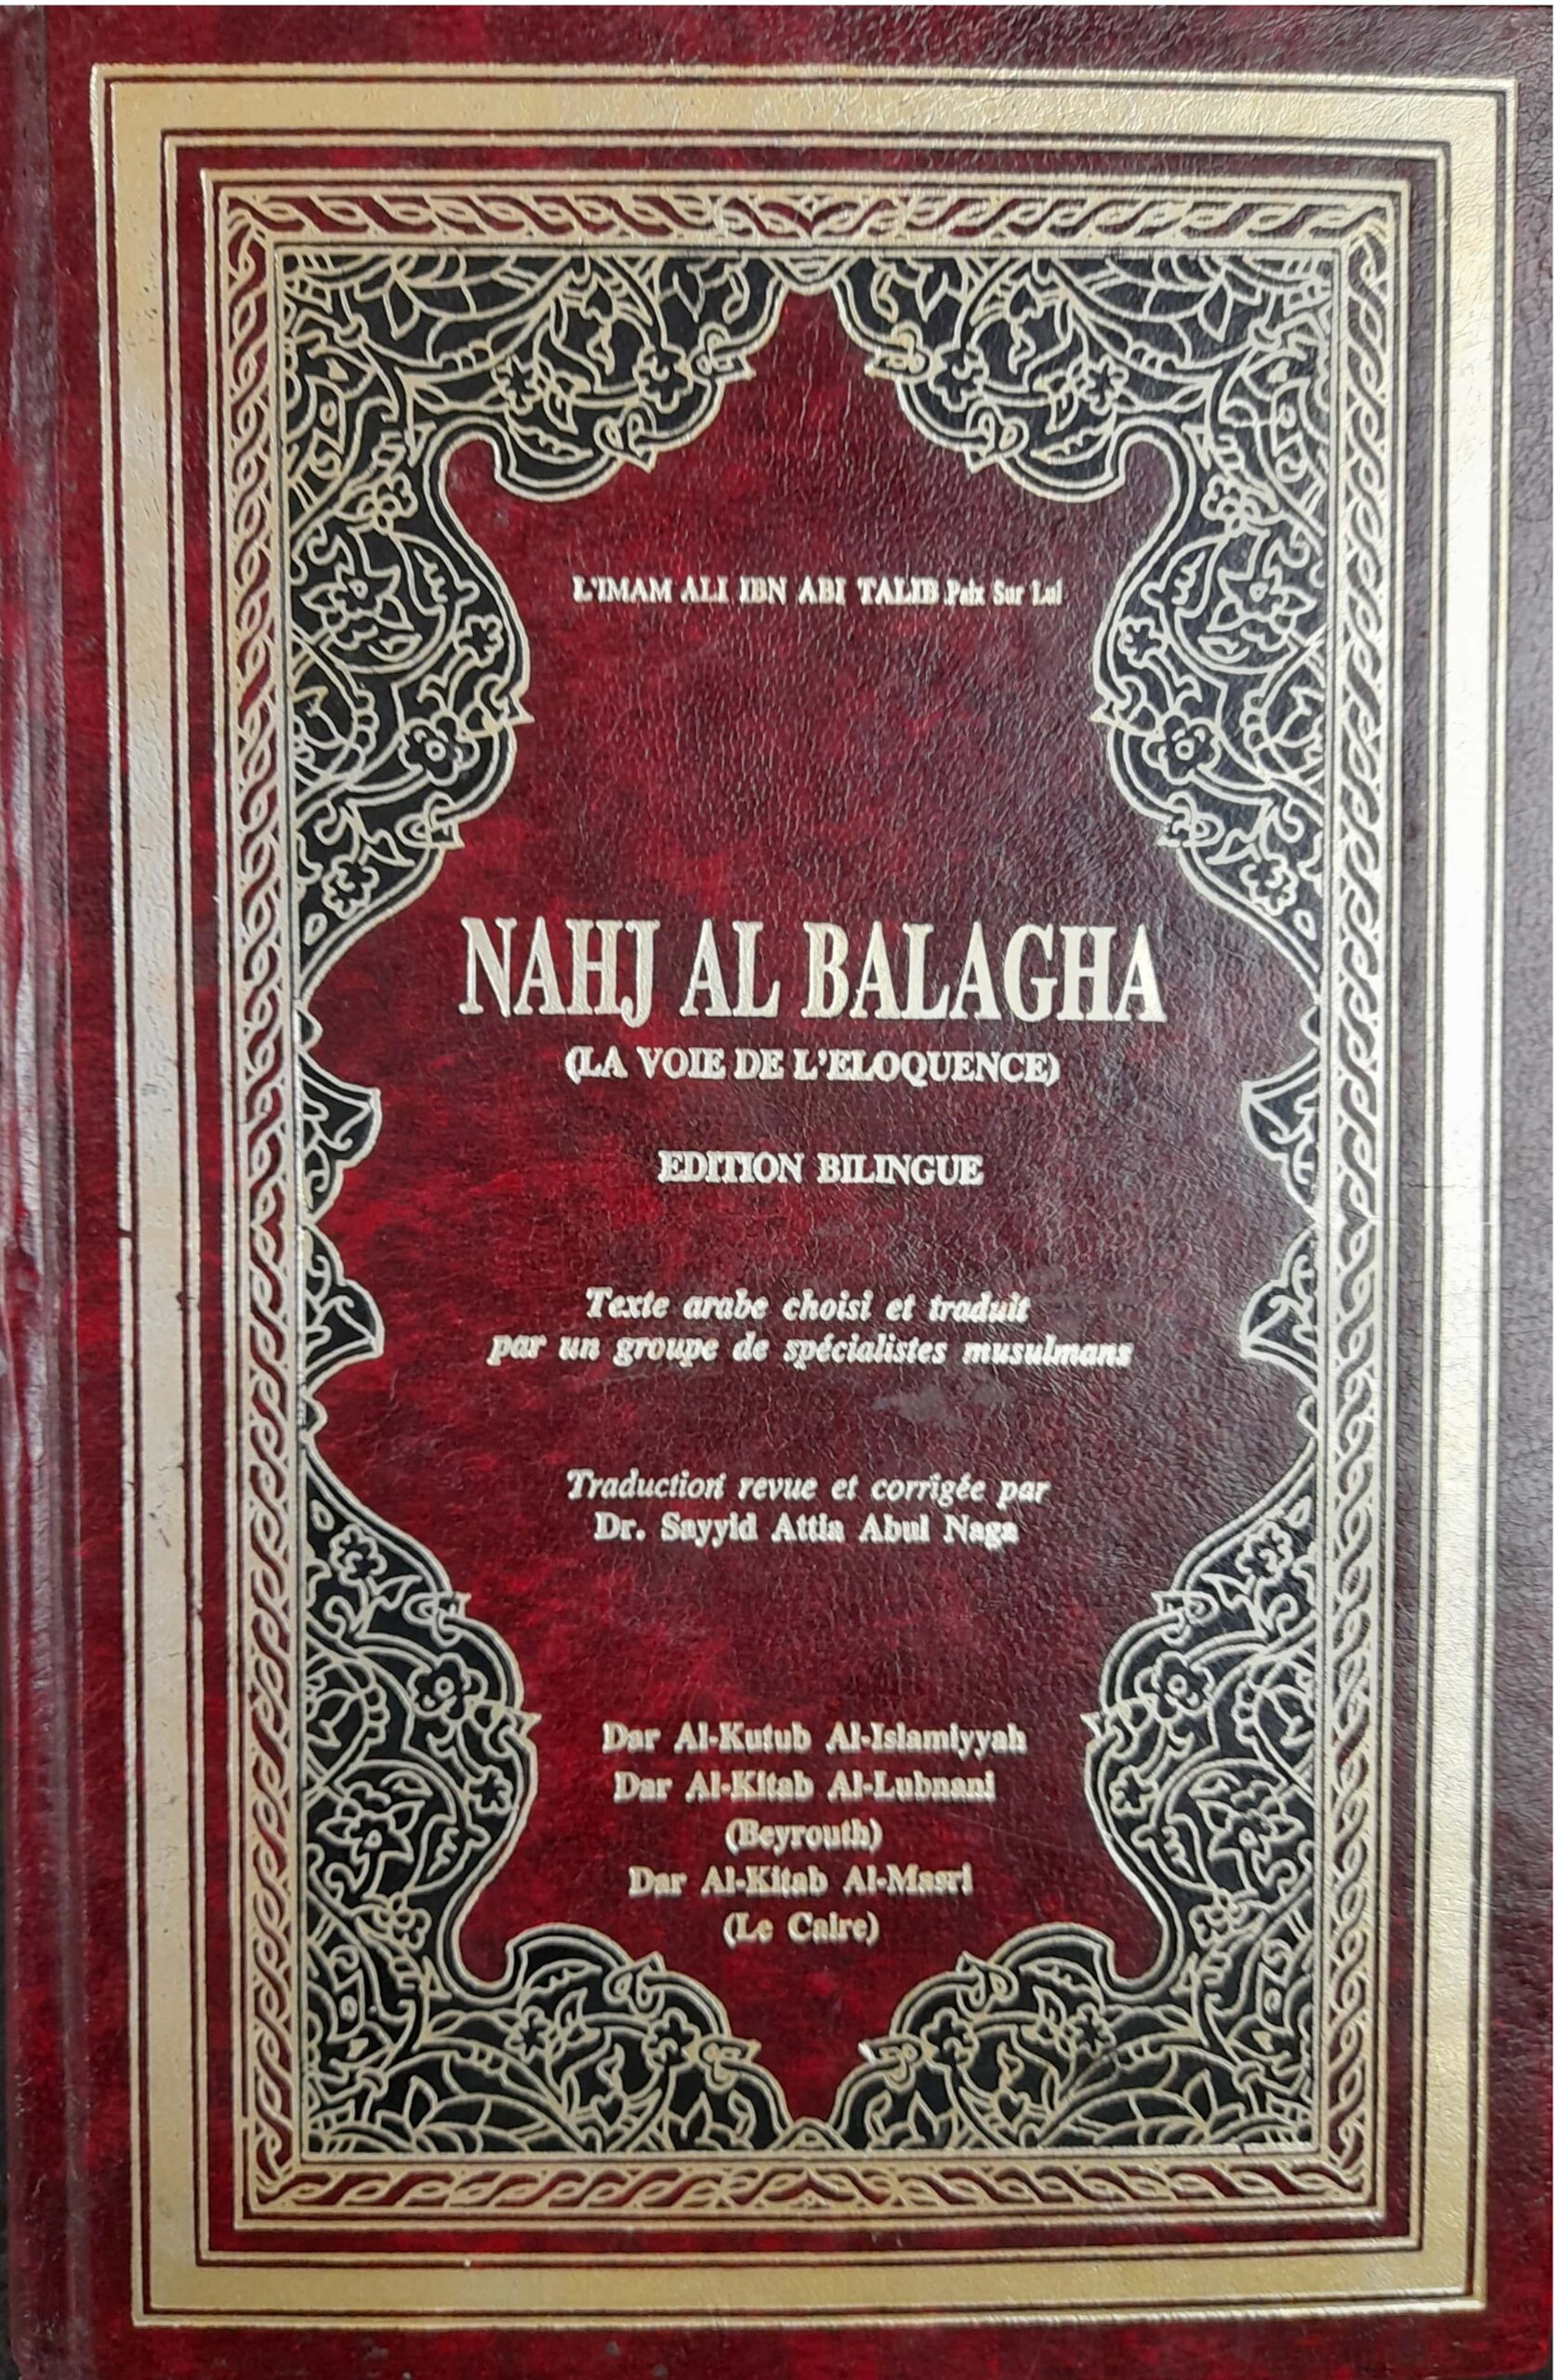 L'IMAM ALI IBN ABI TALIB Paix Sur Lui
NAHJ AL BALAGHA
(LA VOIE DE L'ELOQUENCE)
EDITION BILINGUE
Texte arabe choisi et traduit
par un groupe de spécialistes musulmans
Traduction revue et corrigée par
Dr. Sayyid Attia Abul Naga
Dar Al-Kutub Al-Islamiyyah
Dar Al-Kitab Al-Lubnani
(Beyrouth)
Dar Al-Kitab Al-Masri
(Le Caire)